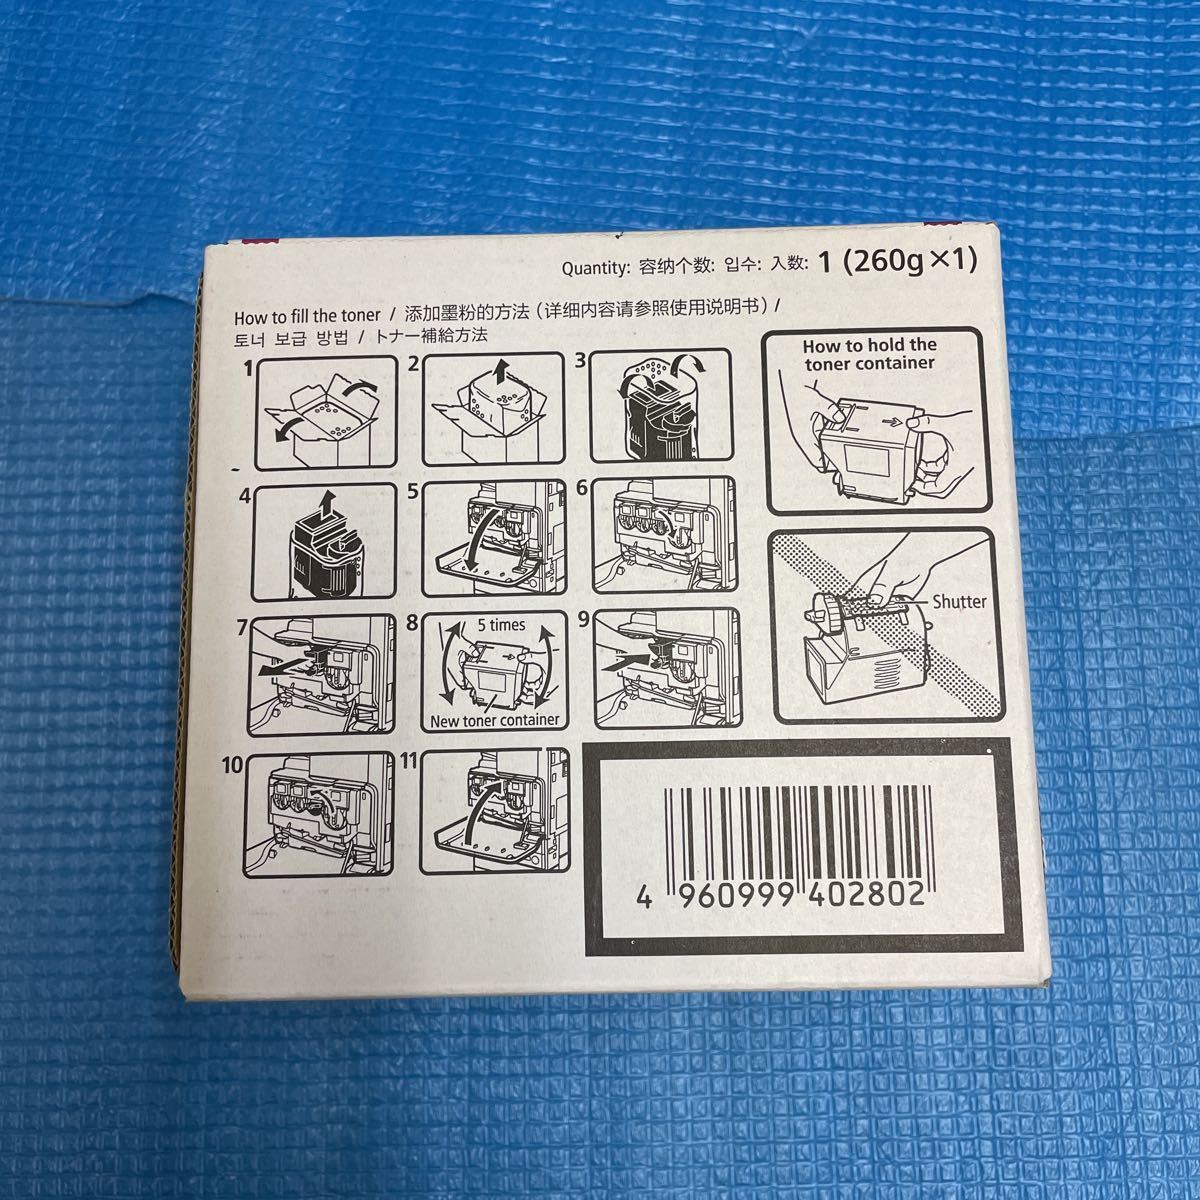 Quantity: 容纳个数: 입수: 入数: 1 (260g×1)
How to fill the toner / 添加墨粉的方法（详细内容请参照使用说明书）/
토너 보급 방법 / トナー補給方法
1
2
3
How to hold the
toner container
4
5
6
Shutter
7
8
5 times
New toner container
9
10
11
4 960999 402802